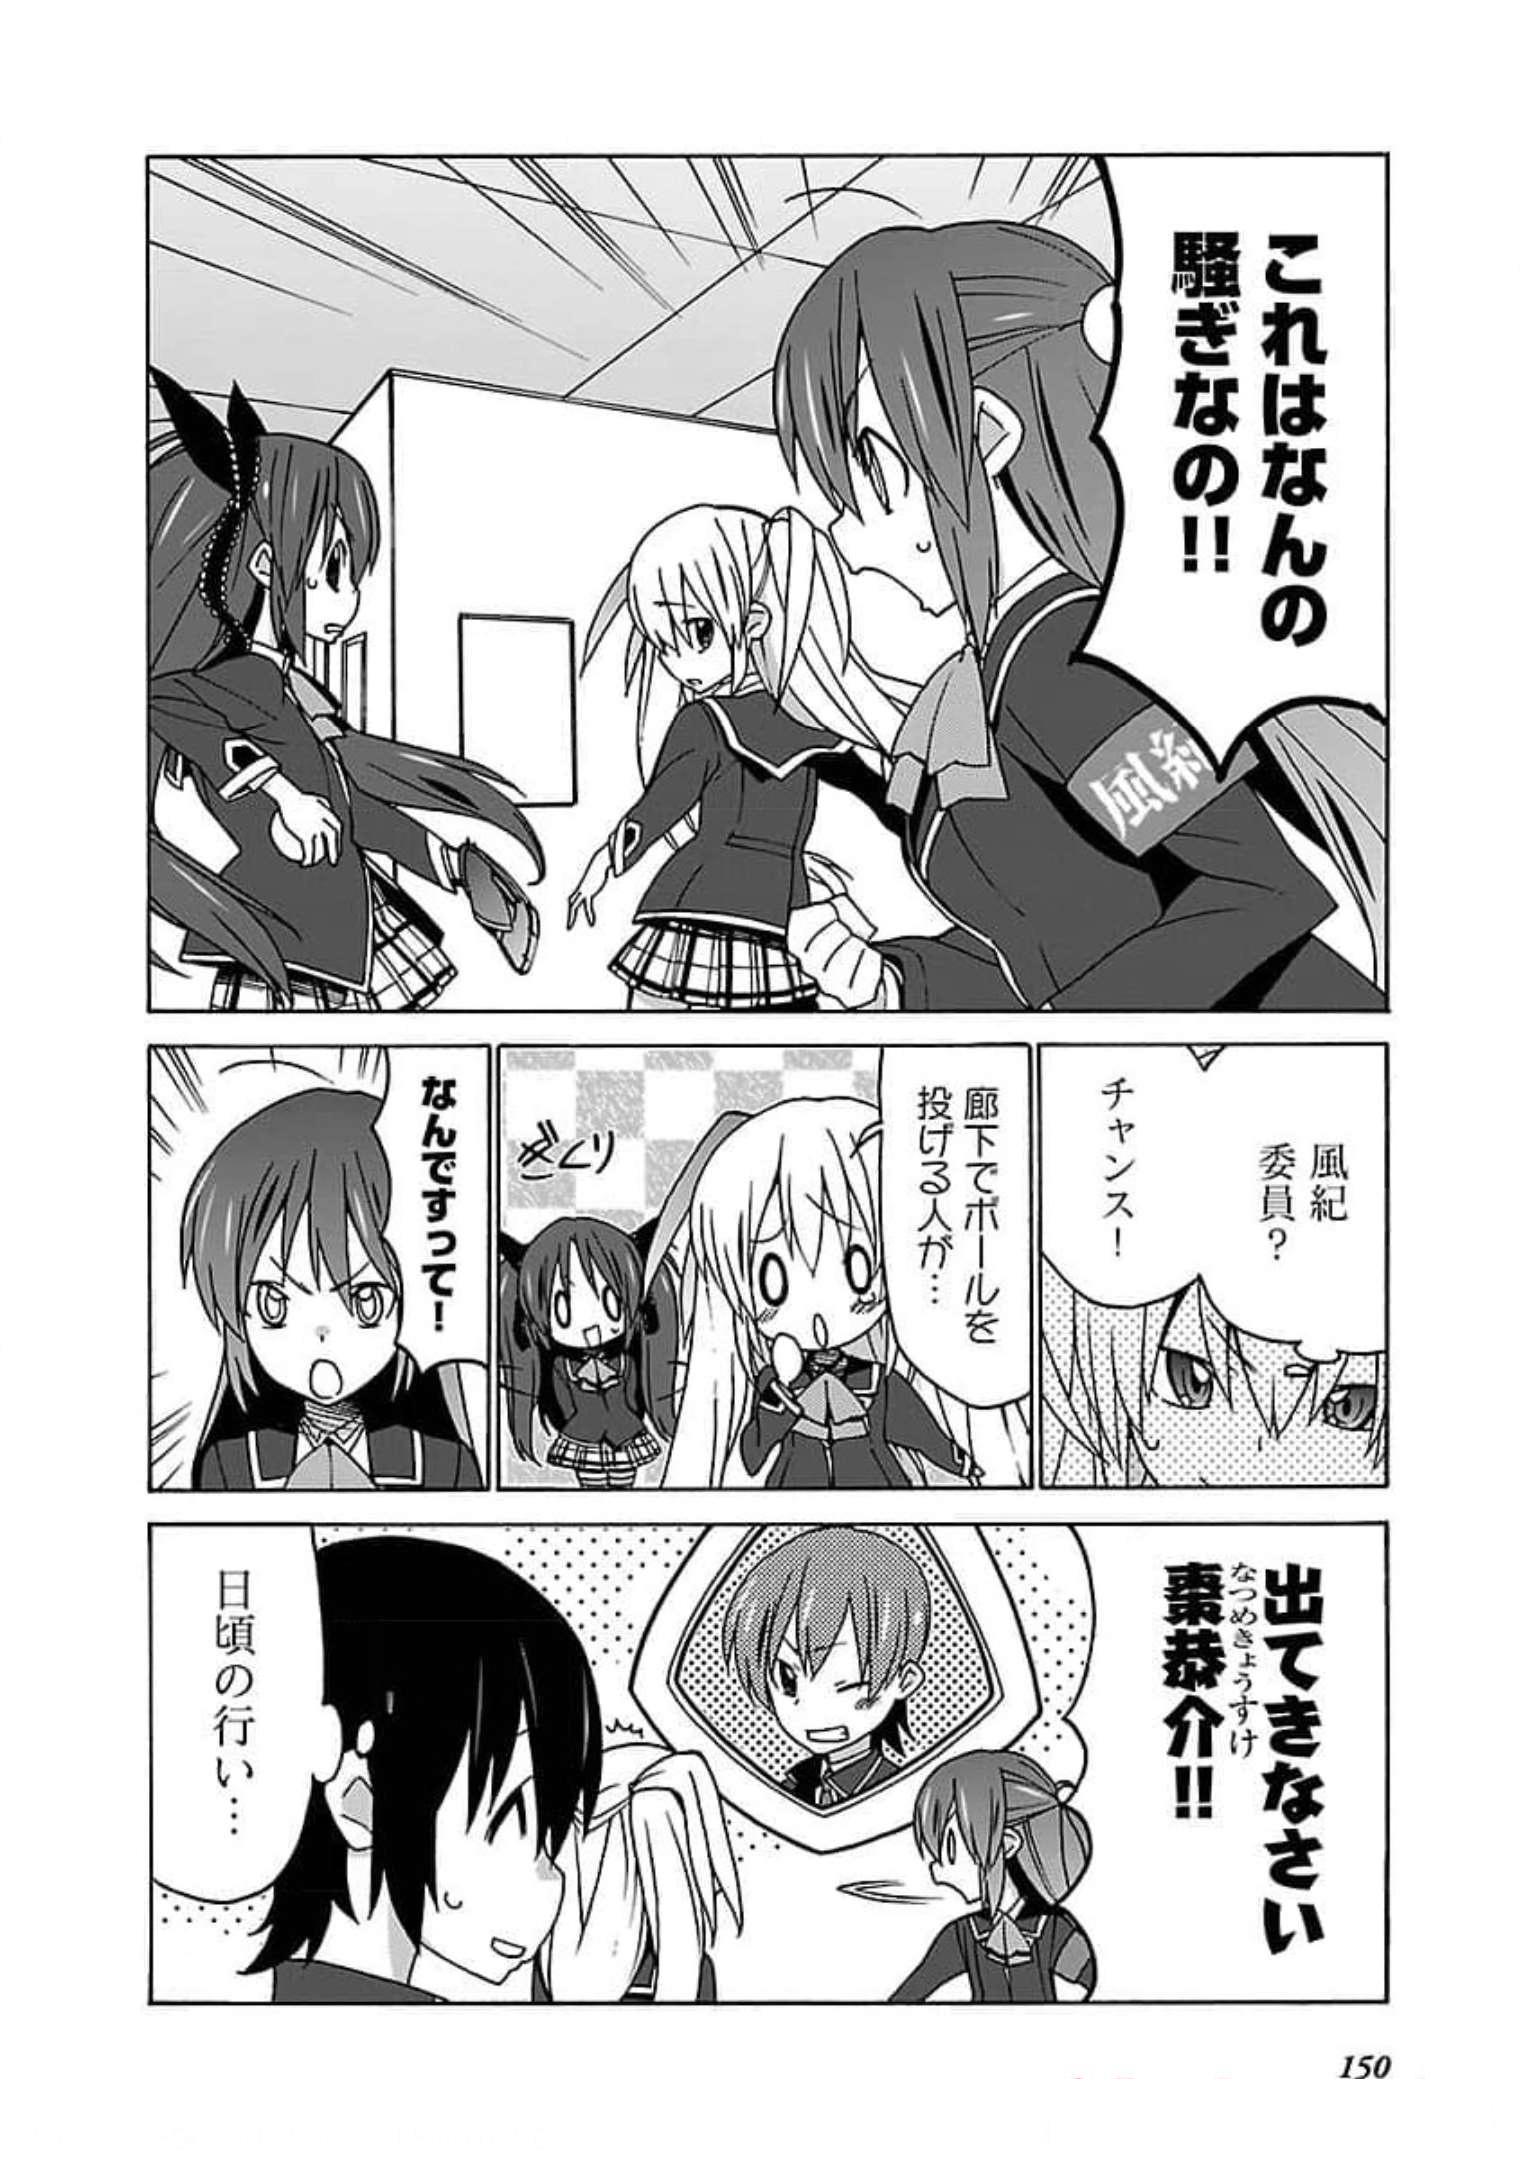 これはなんの
騒ぎなの!!
風紀
風紀
委員?
チャンス!
廊下でボールを
投げる人が…
ぎくり
なんですって!
出てきなさい
棗恭介!!
なつめきょうすけ
日頃の行い…
150